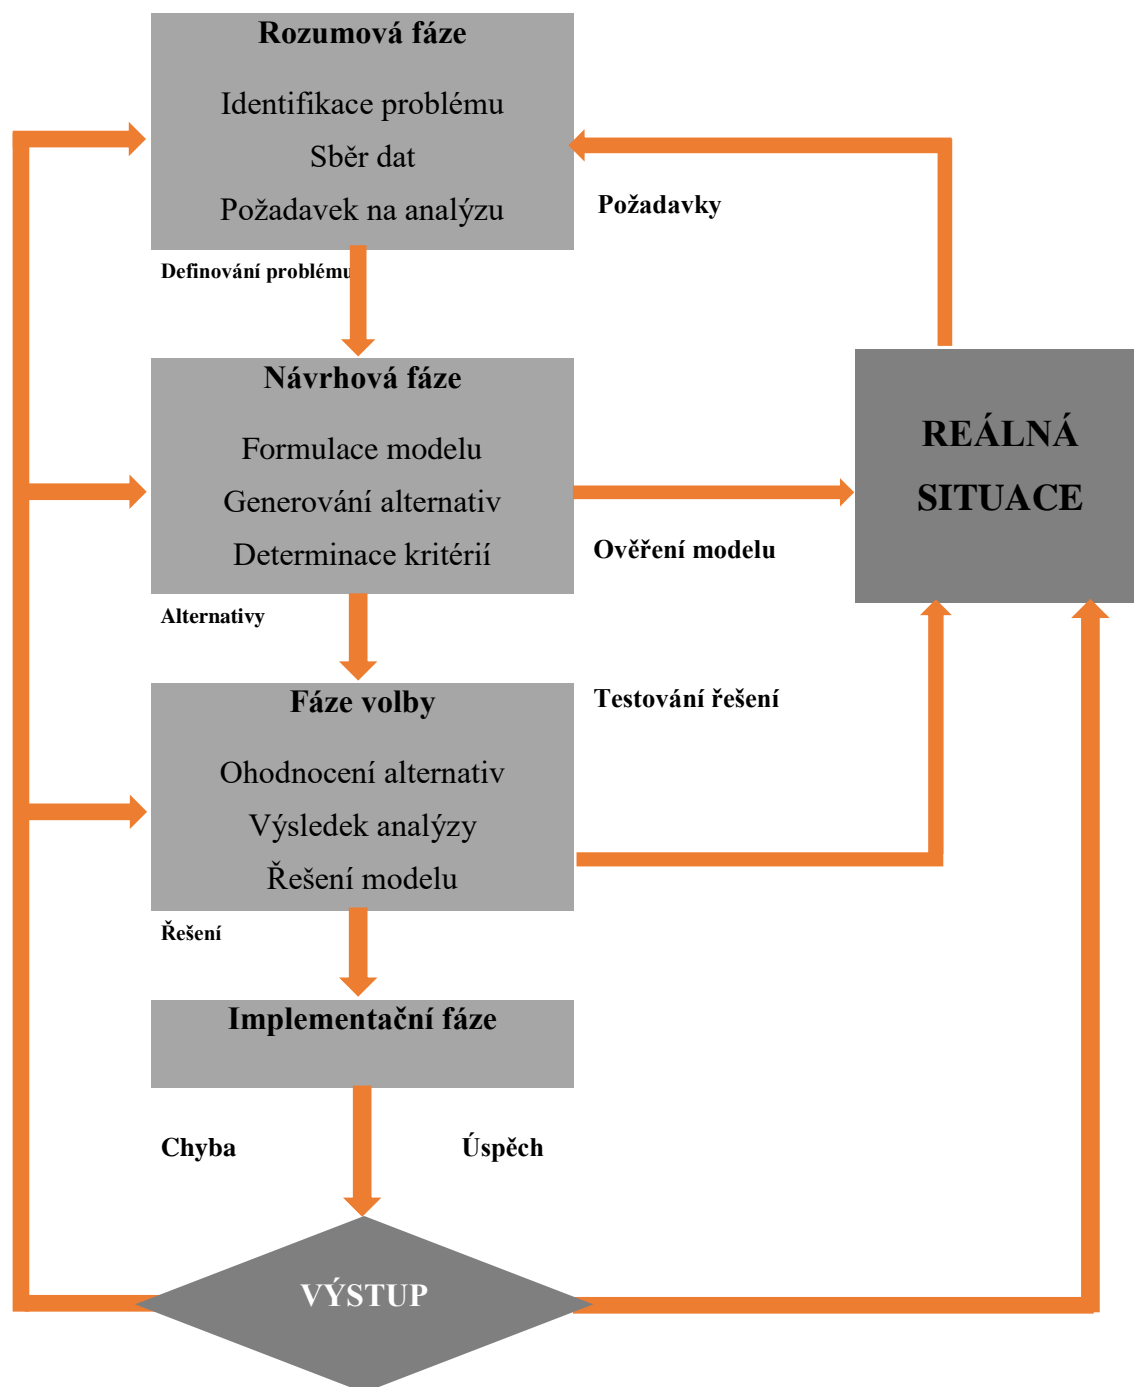 Rozumová fáze
Identifikace problému
Sběr dat
Požadavek na analýzu
Požadavky
Definování problému
Návrhová fáze
Formulace modelu
Generování alternativ
Determinace kritérií
REÁLNÁ
SITUACE
Ověření modelu
Alternativy
Fáze volby
Testování řešení
Ohodnocení alternativ
Výsledek analýzy
Řešení modelu
Řešení
Implementační fáze
Chyba
Úspěch
VÝSTUP